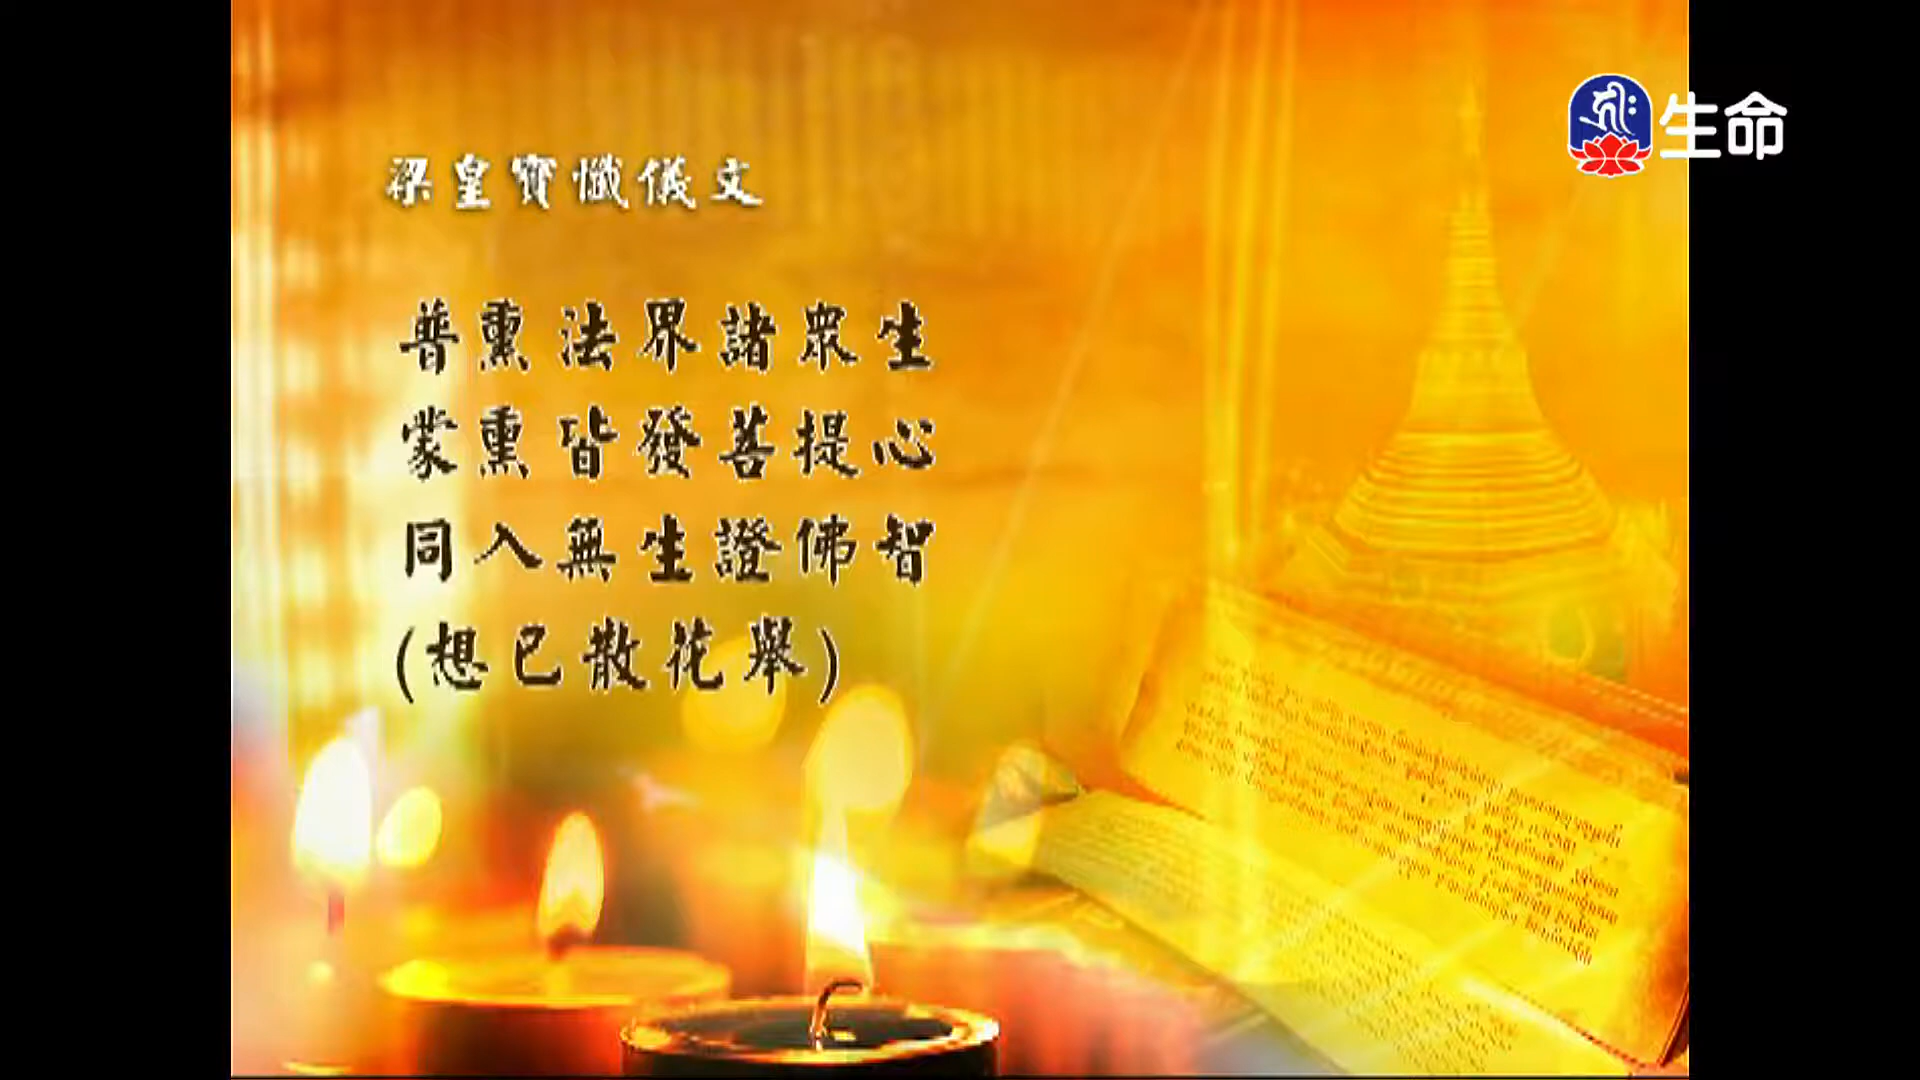 生命
梁皇寶懺儀文
普熏法界諸眾生
蒙熏皆發菩提心
同入無生證佛智
(想已散花舉)